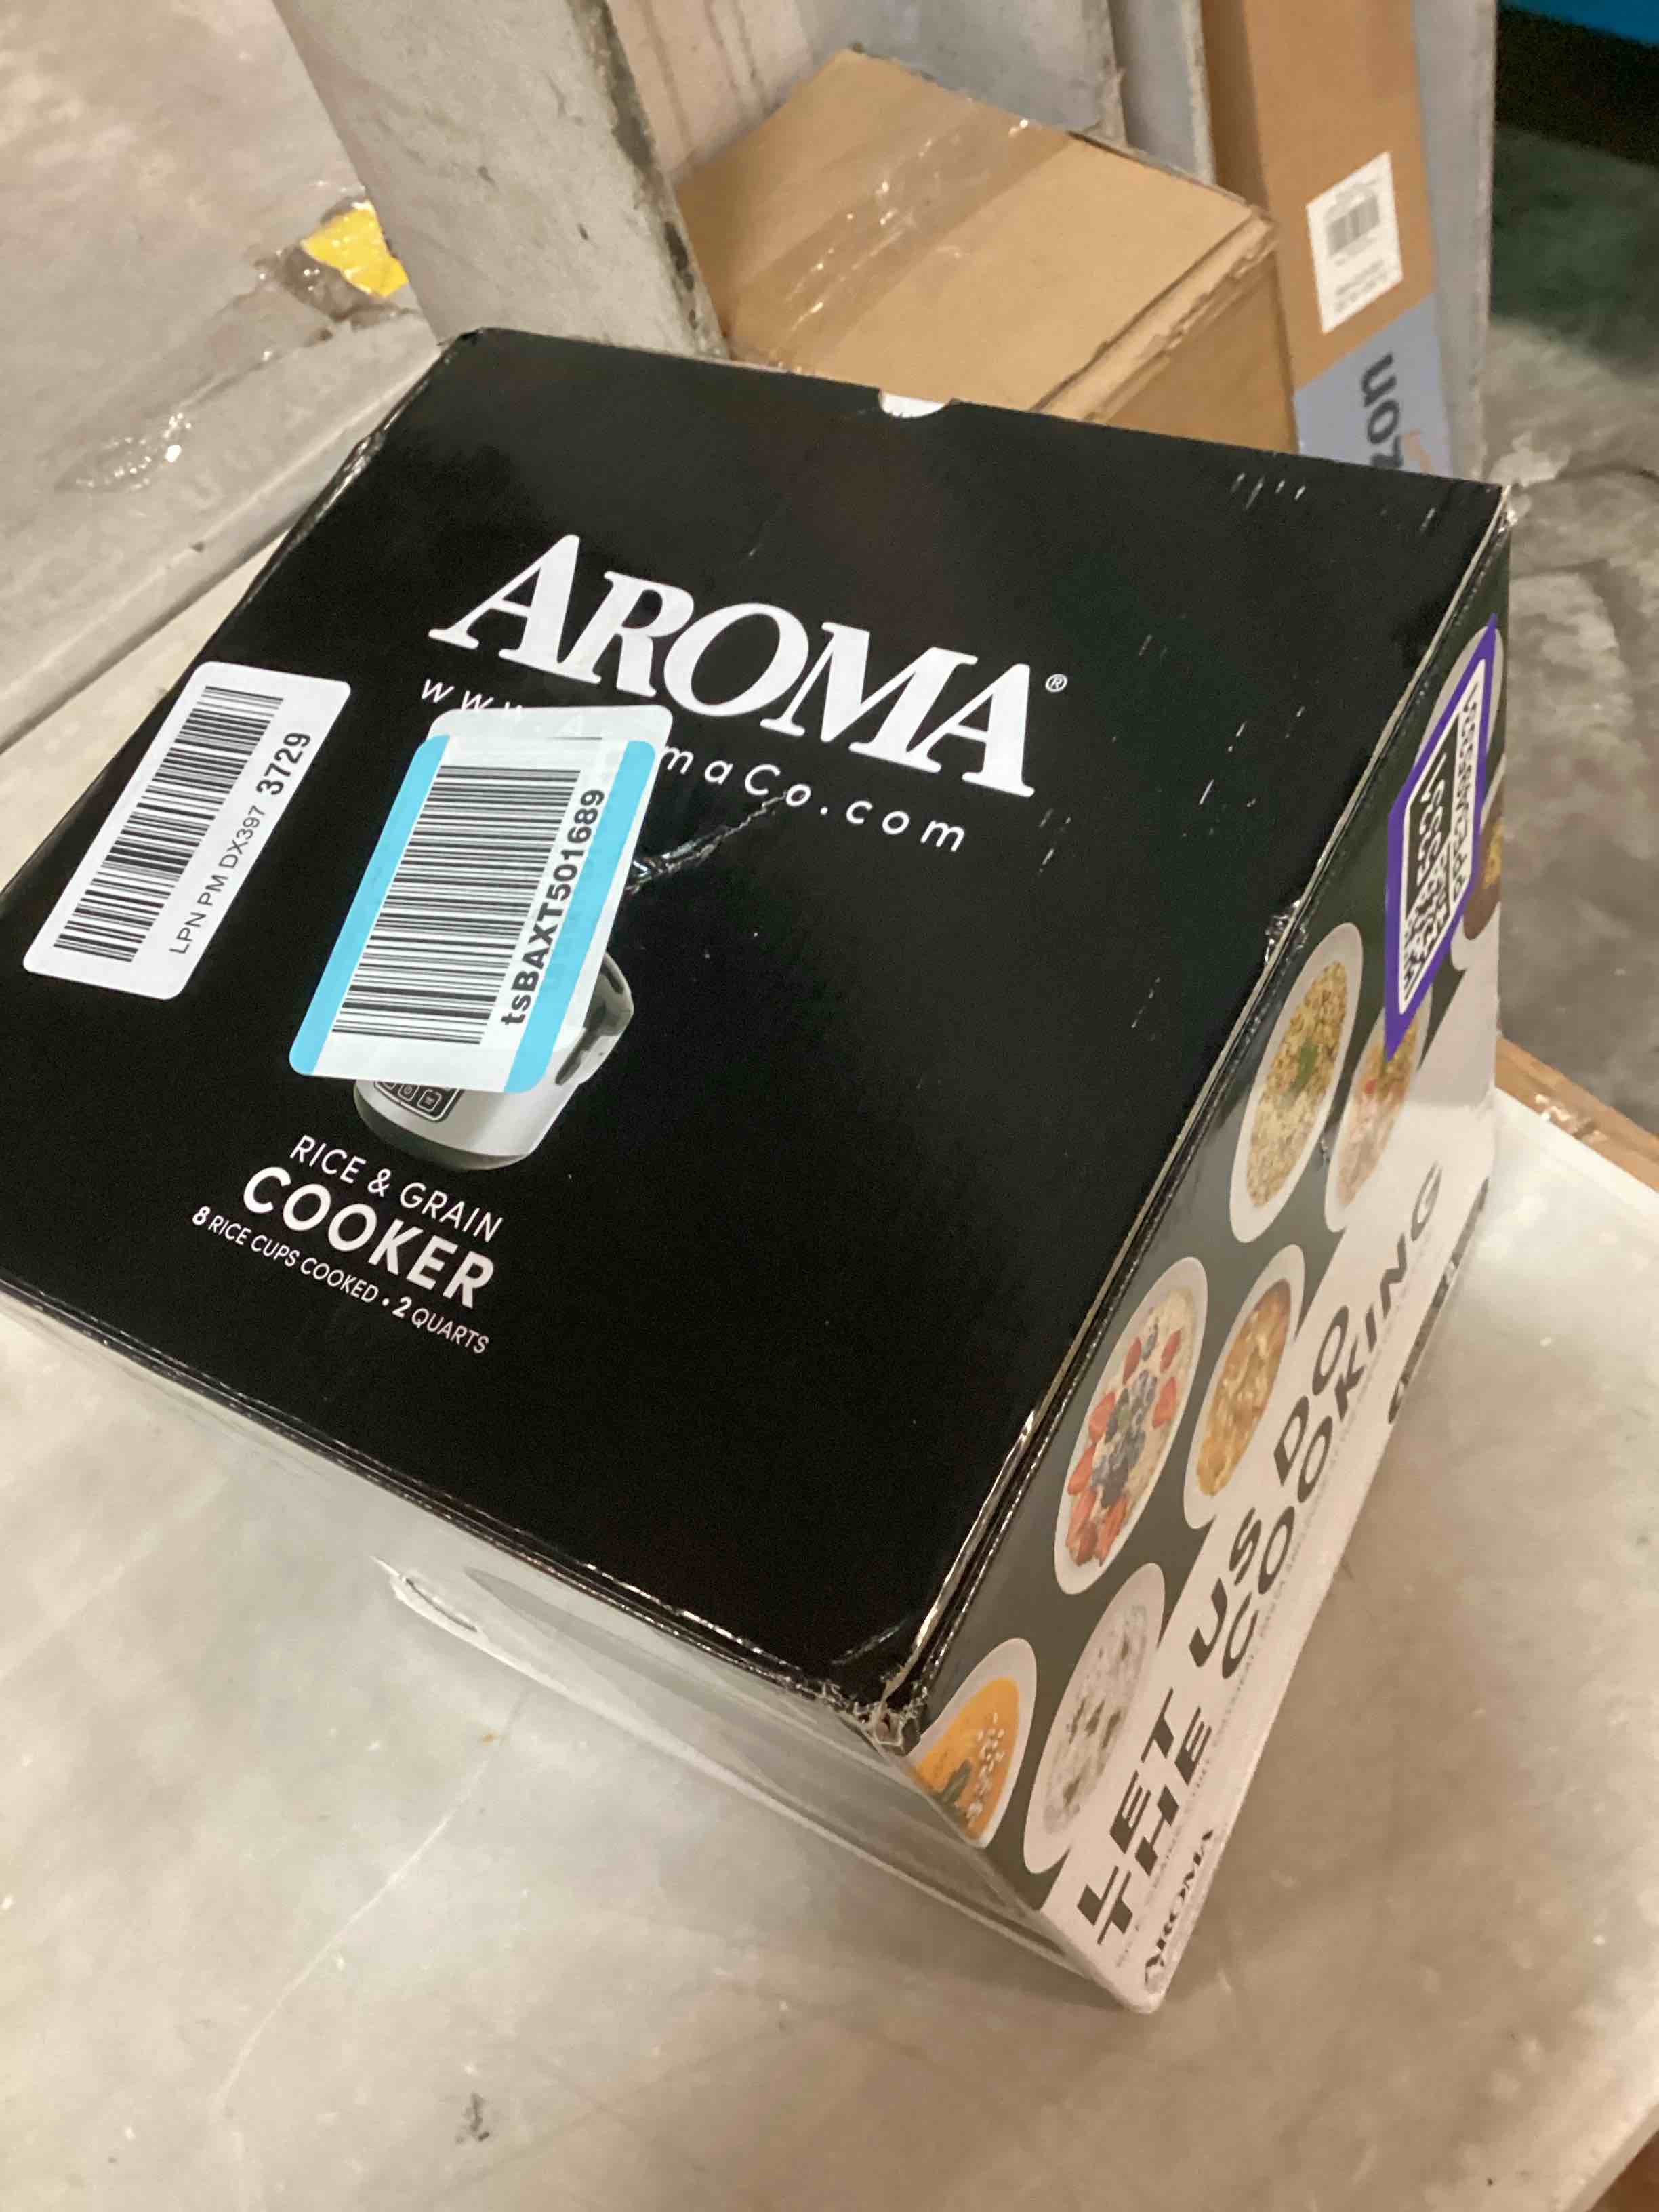 AROMA®
www.
maCo.com
LPN PM DX397 3729
tsBAXT501689
RICE & GRAIN
COOKER
8 RICE CUPS COOKED • 2 QUARTS
LET US DO
THE COOKING
AROMA
zon